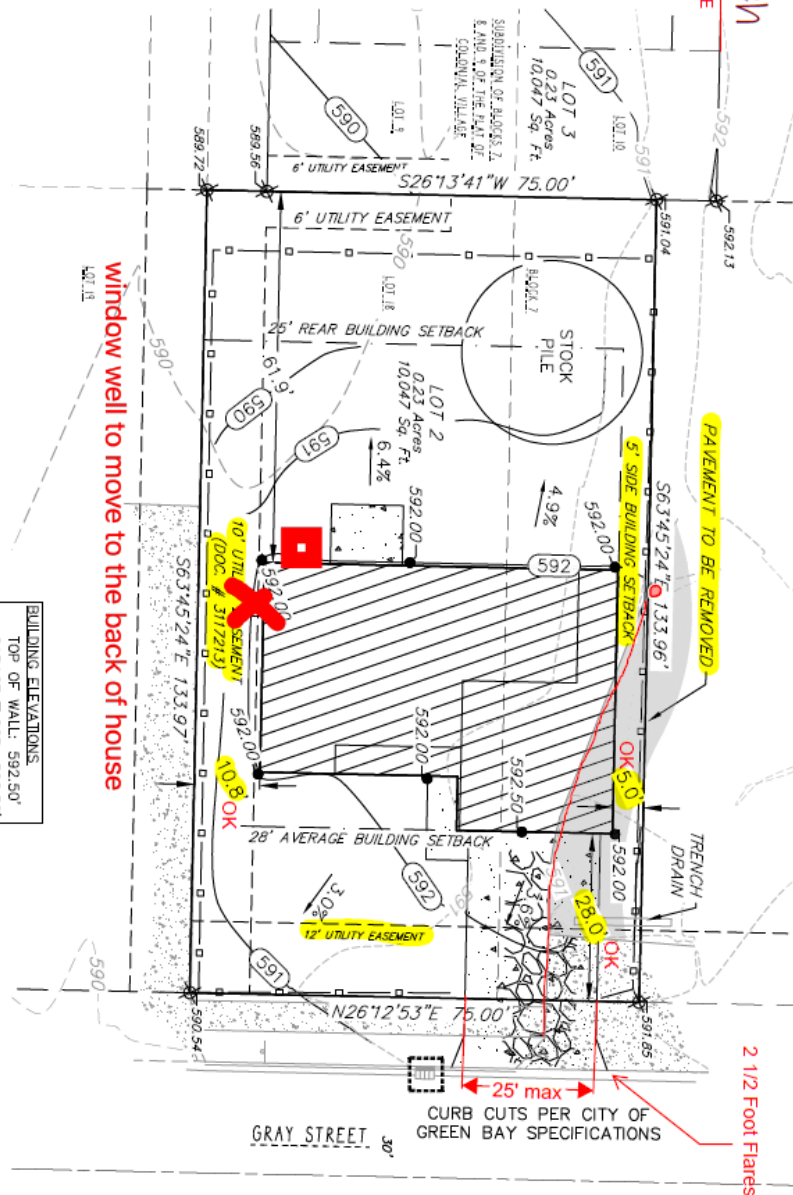 592
591
LOT 10
LOT 3
0.23 Acres
10,047 Sq. Ft.
SUBDIVISION OF BLOCKS 7,
8 AND 9 OF THE PLAT OF
COLONIAL VILLAGE
590
LOT 9
591
6' UTILITY EASEMENT
S26°13'41"W 75.00'
589.72
589.56
591.04
592.13
6' UTILITY EASEMENT
590
LOT 18
BLOCK 7
LOT 19
STOCK
PILE
25' REAR BUILDING SETBACK
61.9'
590
590
591
LOT 2
0.23 Acres
10,047 Sq. Ft.
6.4%
4.9%
592.00
592.00
592
592.00
PAVEMENT TO BE REMOVED
5' SIDE BUILDING SETBACK
S63°45'24"E 133.96'
window well to move to the back of house
(DOC. # 3117213)
S63°45'24"E 133.97'
BUILDING ELEVATIONS
TOP OF WALL: 592.50'
592.00
592.00
592.50
592.00
10.8'
OK
OK
5.0'
28' AVERAGE BUILDING SETBACK
TRENCH
DRAIN
592
591
3.0%
28.0'
OK
12' UTILITY EASEMENT
591
590
N26°12'53"E 75.00'
590.54
591.85
25' max
2 1/2 Foot Flares
CURB CUTS PER CITY OF
GREEN BAY SPECIFICATIONS
GRAY STREET 30'